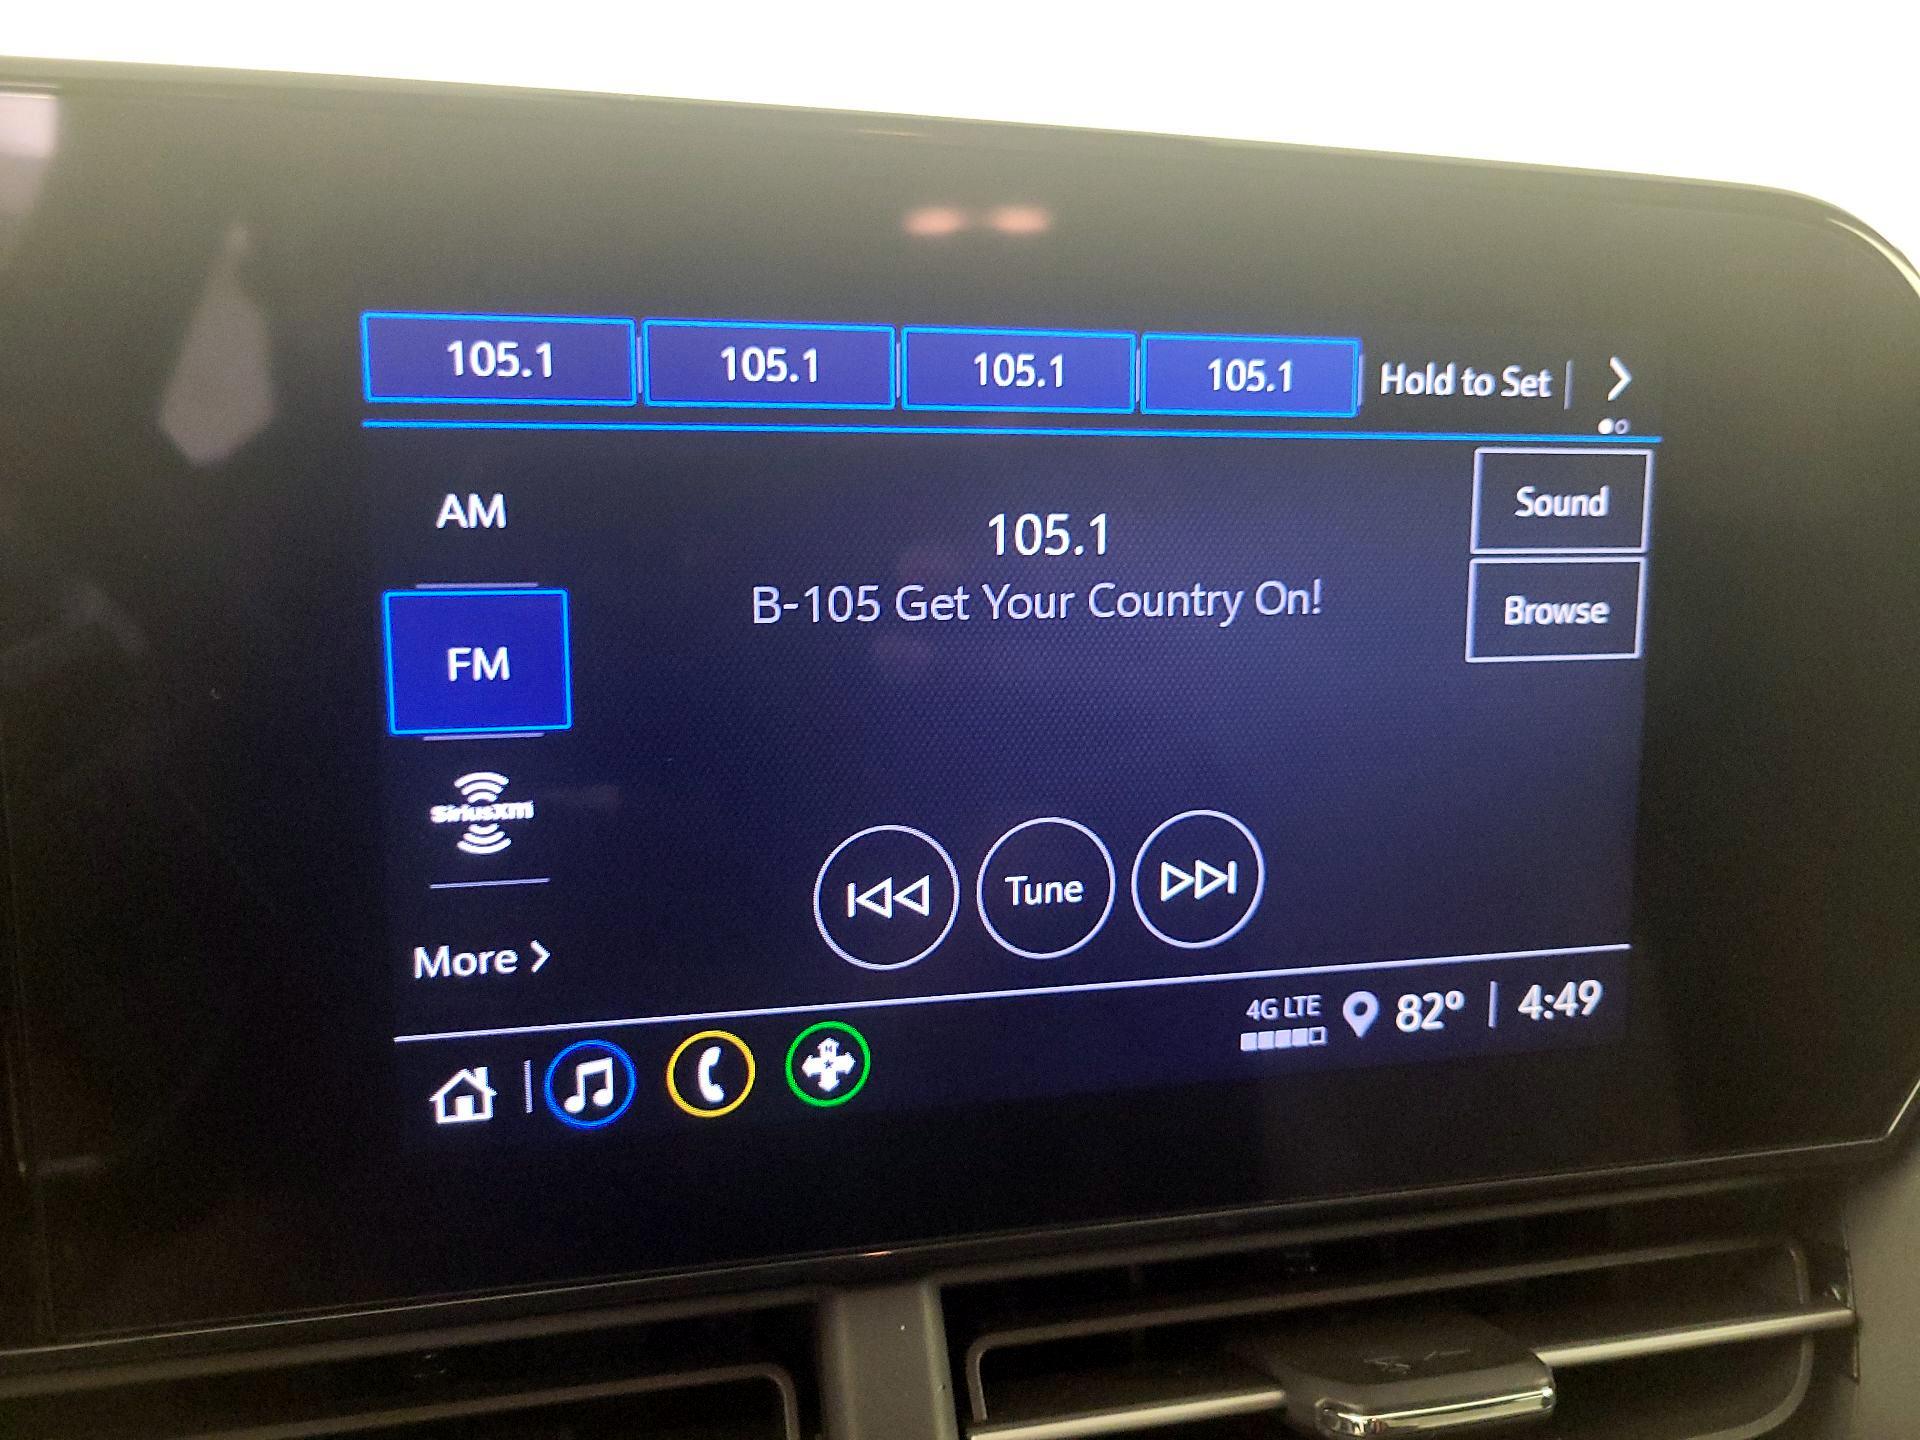 105.1 105.1 105.1 105.1 Hold to Set
AM
105.1
Sound
B-105 Get Your Country On!
Browse
FM
SiriusXM
Tune
More
4G LTE 82° 4:49